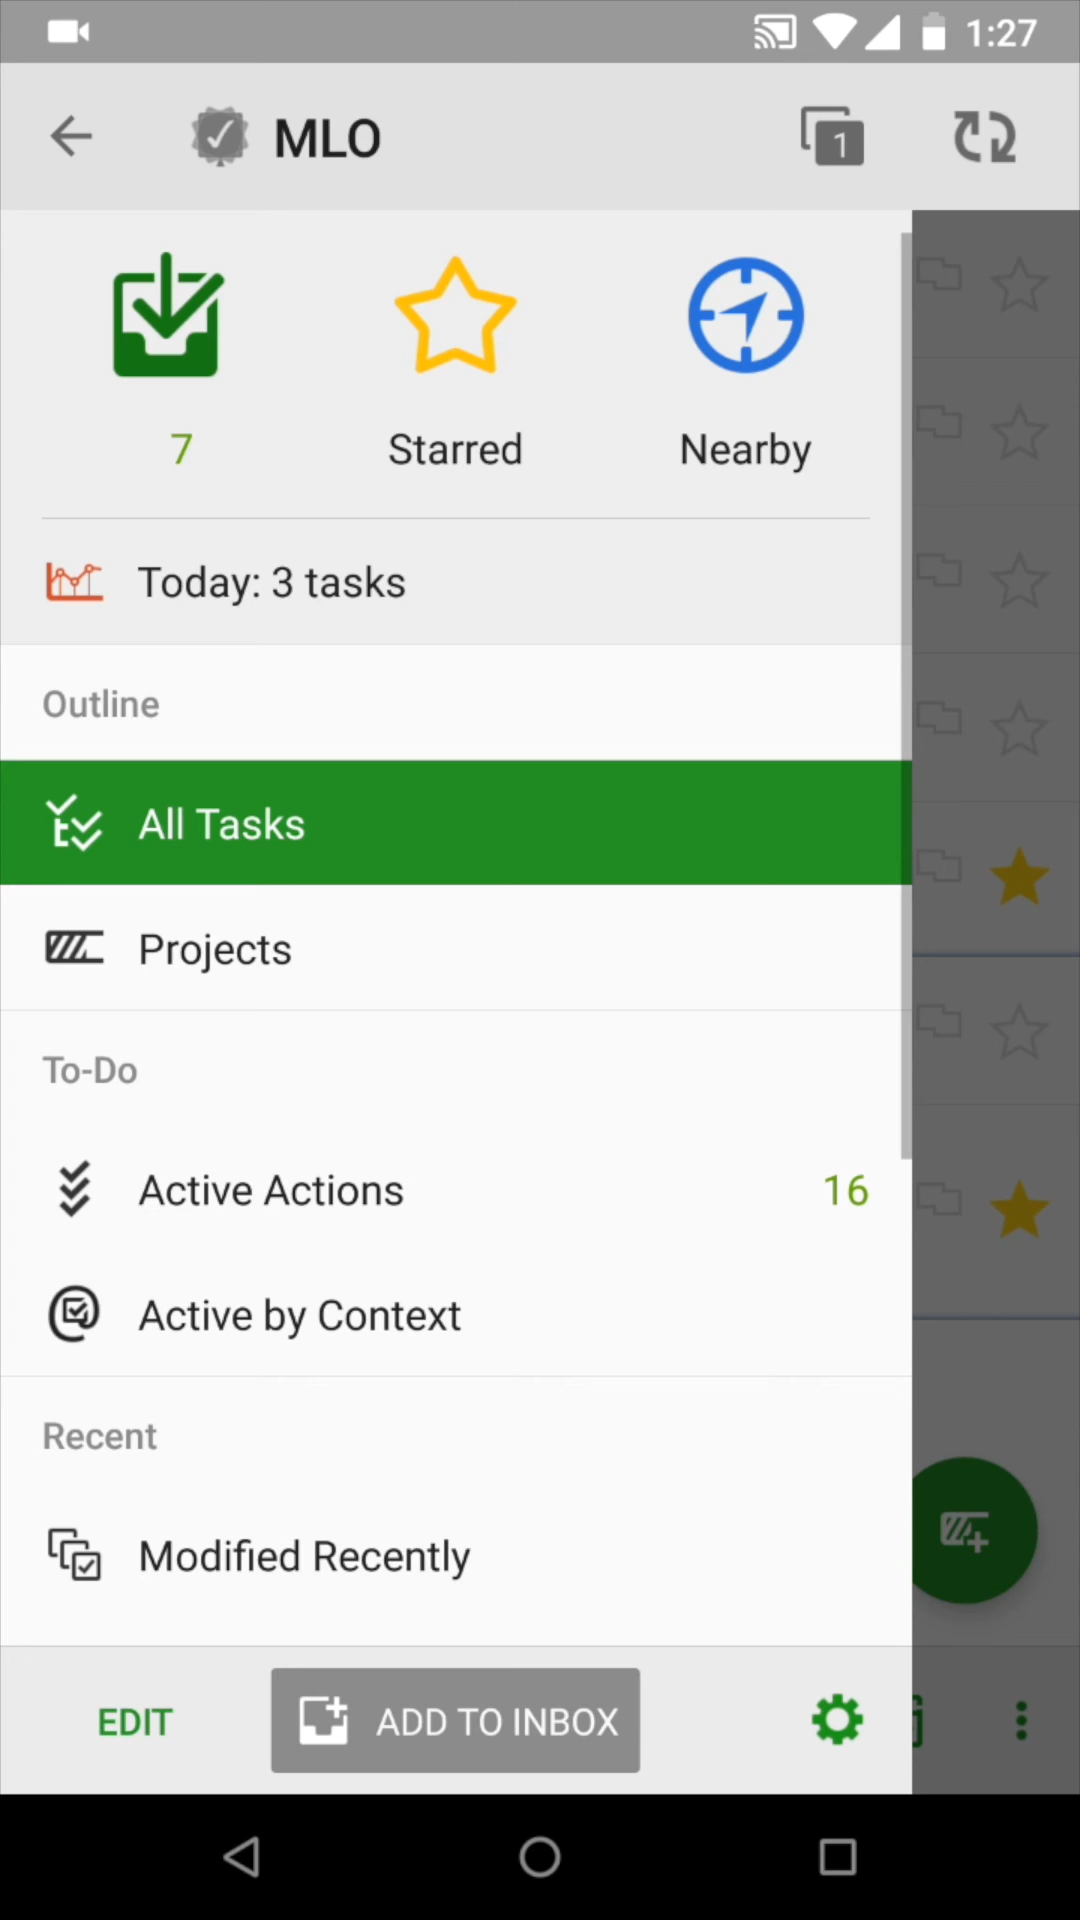 1:27
MLO
1
7
Starred
Nearby
Today: 3 tasks
Outline
All Tasks
Projects
To-Do
Active Actions
16
Active by Context
Recent
Modified Recently
EDIT
ADD TO INBOX